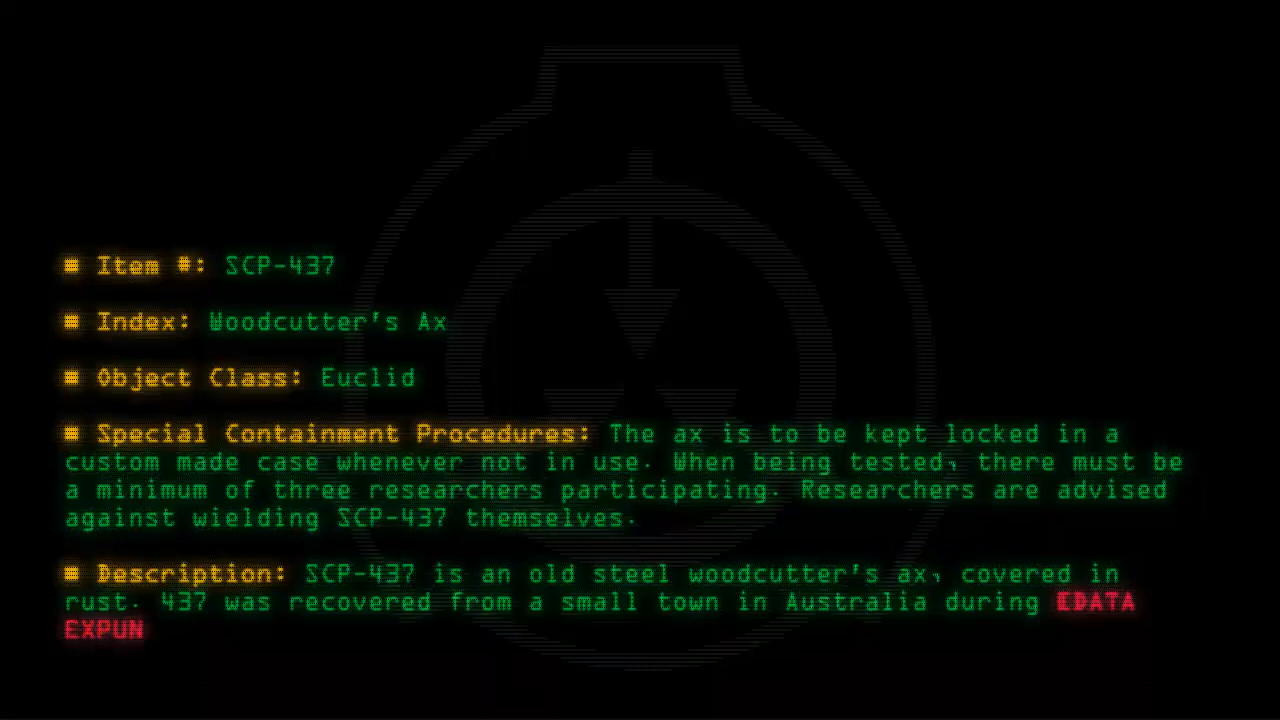 ■ Item #: SCP-437
■ Index: Woodcutter's Ax
■ Object Class: Euclid
■ Special Containment Procedures: The ax is to be kept locked in a
custom made case whenever not in use. When being tested, there must be
a minimum of three researchers participating. Researchers are advised
against wielding SCP-437 themselves.
■ Description: SCP-437 is an old steel woodcutter's ax, covered in
rust. 437 was recovered from a small town in Australia during [DATA
EXPUN